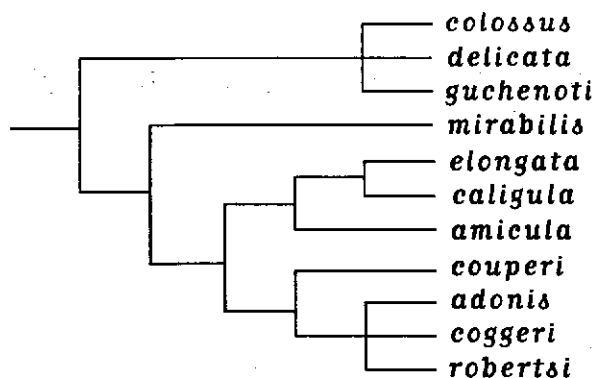 colossus
delicata
guchenoti
mirabilis
elongata
caligula
amicula
couperi
adonis
coggeri
robertsi